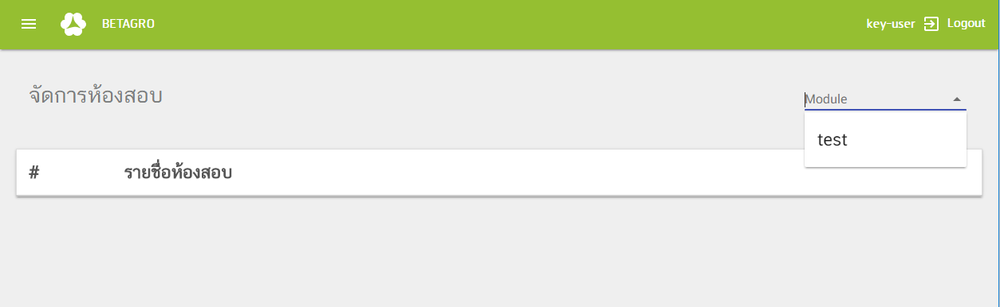 BETAGRO
key-user
Logout
จัดการห้องสอบ
Module
test
#
รายชื่อห้องสอบ